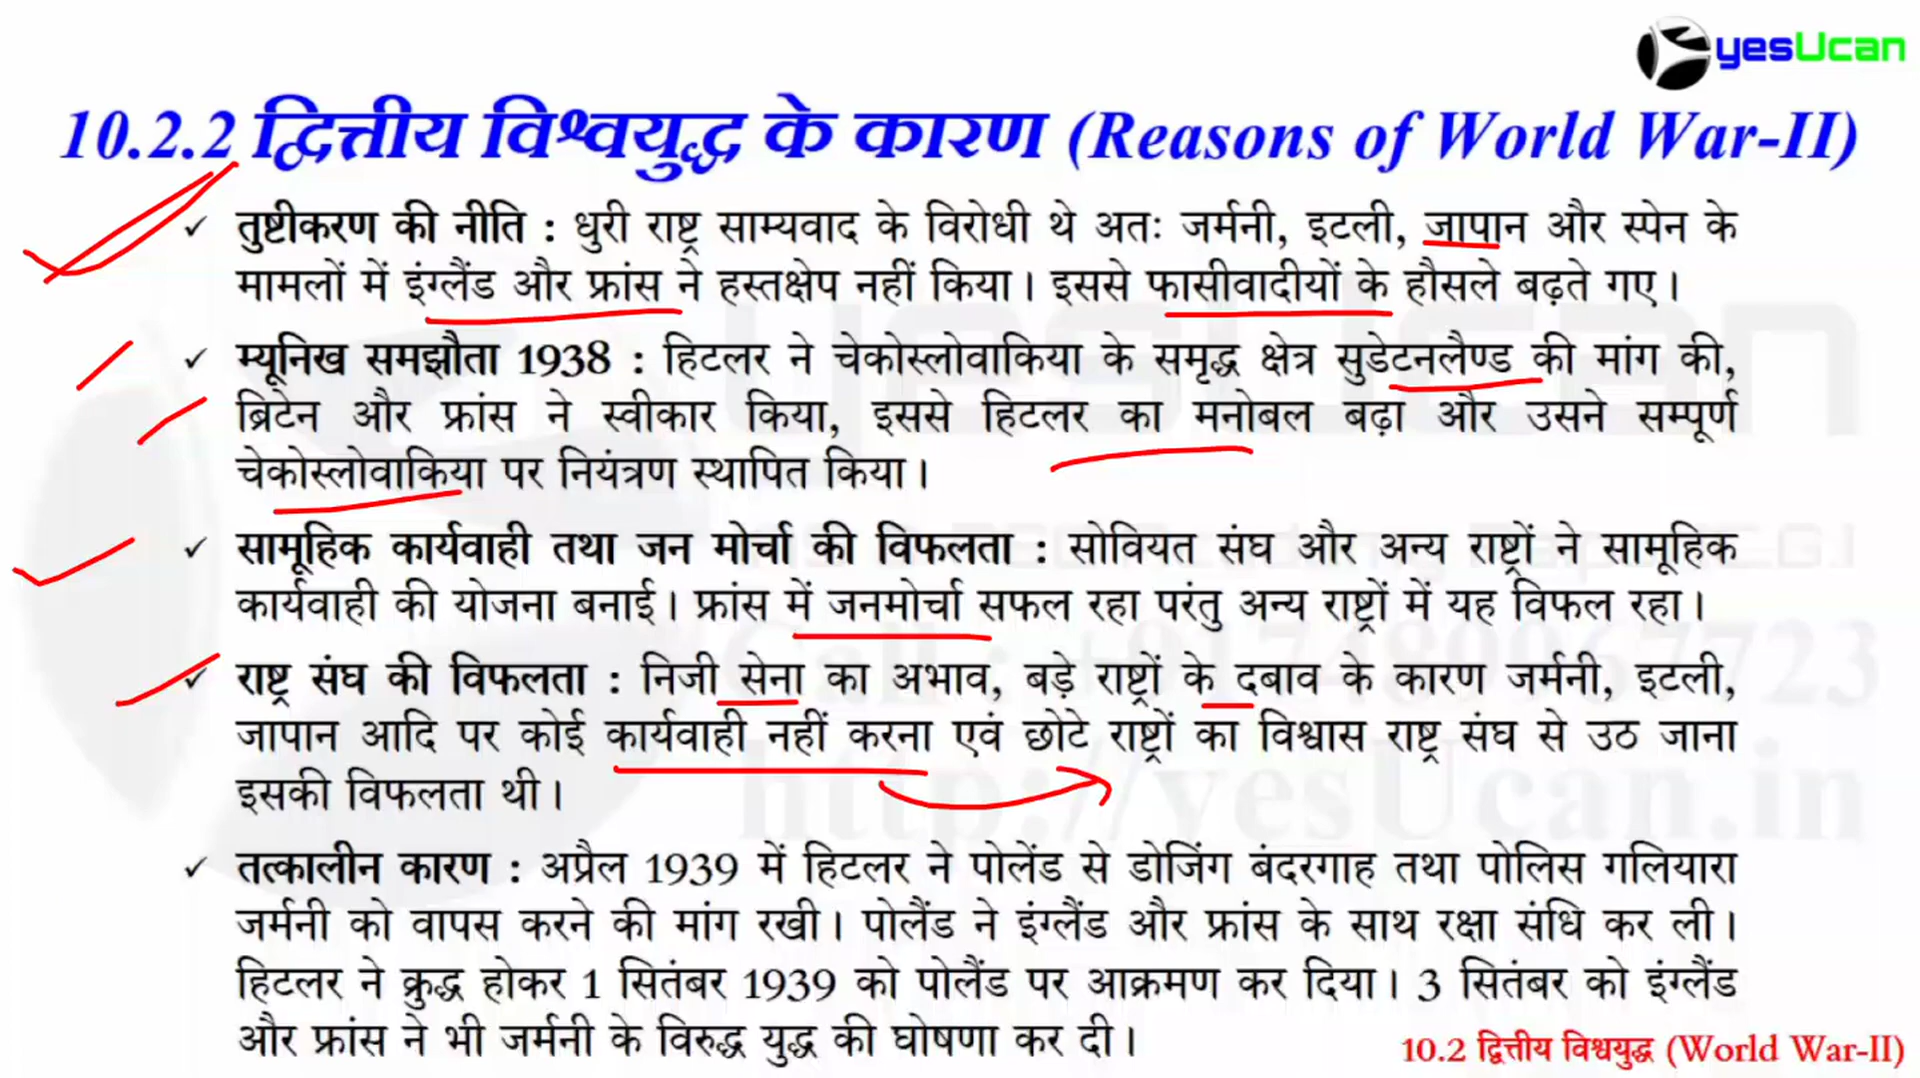 yesUcan
10.2.2 द्वित्तीय विश्वयुद्ध के कारण (Reasons of World War-II)
✓ तुष्टीकरण की नीति : धुरी राष्ट्र साम्यवाद के विरोधी थे अतः जर्मनी, इटली, जापान और स्पेन के
मामलों में इंग्लैंड और फ्रांस ने हस्तक्षेप नहीं किया। इससे फासीवादीयों के हौसले बढ़ते गए।
✓ म्यूनिख समझौता 1938 : हिटलर ने चेकोस्लोवाकिया के समृद्ध क्षेत्र सुडेटनलैण्ड की मांग की,
ब्रिटेन और फ्रांस ने स्वीकार किया, इससे हिटलर का मनोबल बढ़ा और उसने सम्पूर्ण
चेकोस्लोवाकिया पर नियंत्रण स्थापित किया।
✓ सामूहिक कार्यवाही तथा जन मोर्चा की विफलता : सोवियत संघ और अन्य राष्ट्रों ने सामूहिक
कार्यवाही की योजना बनाई। फ्रांस में जनमोर्चा सफल रहा परंतु अन्य राष्ट्रों में यह विफल रहा।
✓ राष्ट्र संघ की विफलता : निजी सेना का अभाव, बड़े राष्ट्रों के दबाव के कारण जर्मनी, इटली,
जापान आदि पर कोई कार्यवाही नहीं करना एवं छोटे राष्ट्रों का विश्वास राष्ट्र संघ से उठ जाना
इसकी विफलता थी।
✓ तत्कालीन कारण : अप्रैल 1939 में हिटलर ने पोलेंड से डोजिंग बंदरगाह तथा पोलिस गलियारा
जर्मनी को वापस करने की मांग रखी। पोलैंड ने इंग्लैंड और फ्रांस के साथ रक्षा संधि कर ली।
हिटलर ने क्रुद्ध होकर 1 सितंबर 1939 को पोलैंड पर आक्रमण कर दिया। 3 सितंबर को इंग्लैंड
और फ्रांस ने भी जर्मनी के विरुद्ध युद्ध की घोषणा कर दी।
10.2 द्वित्तीय विश्वयुद्ध (World War-II)
yesUcan
http://yesUcan.in